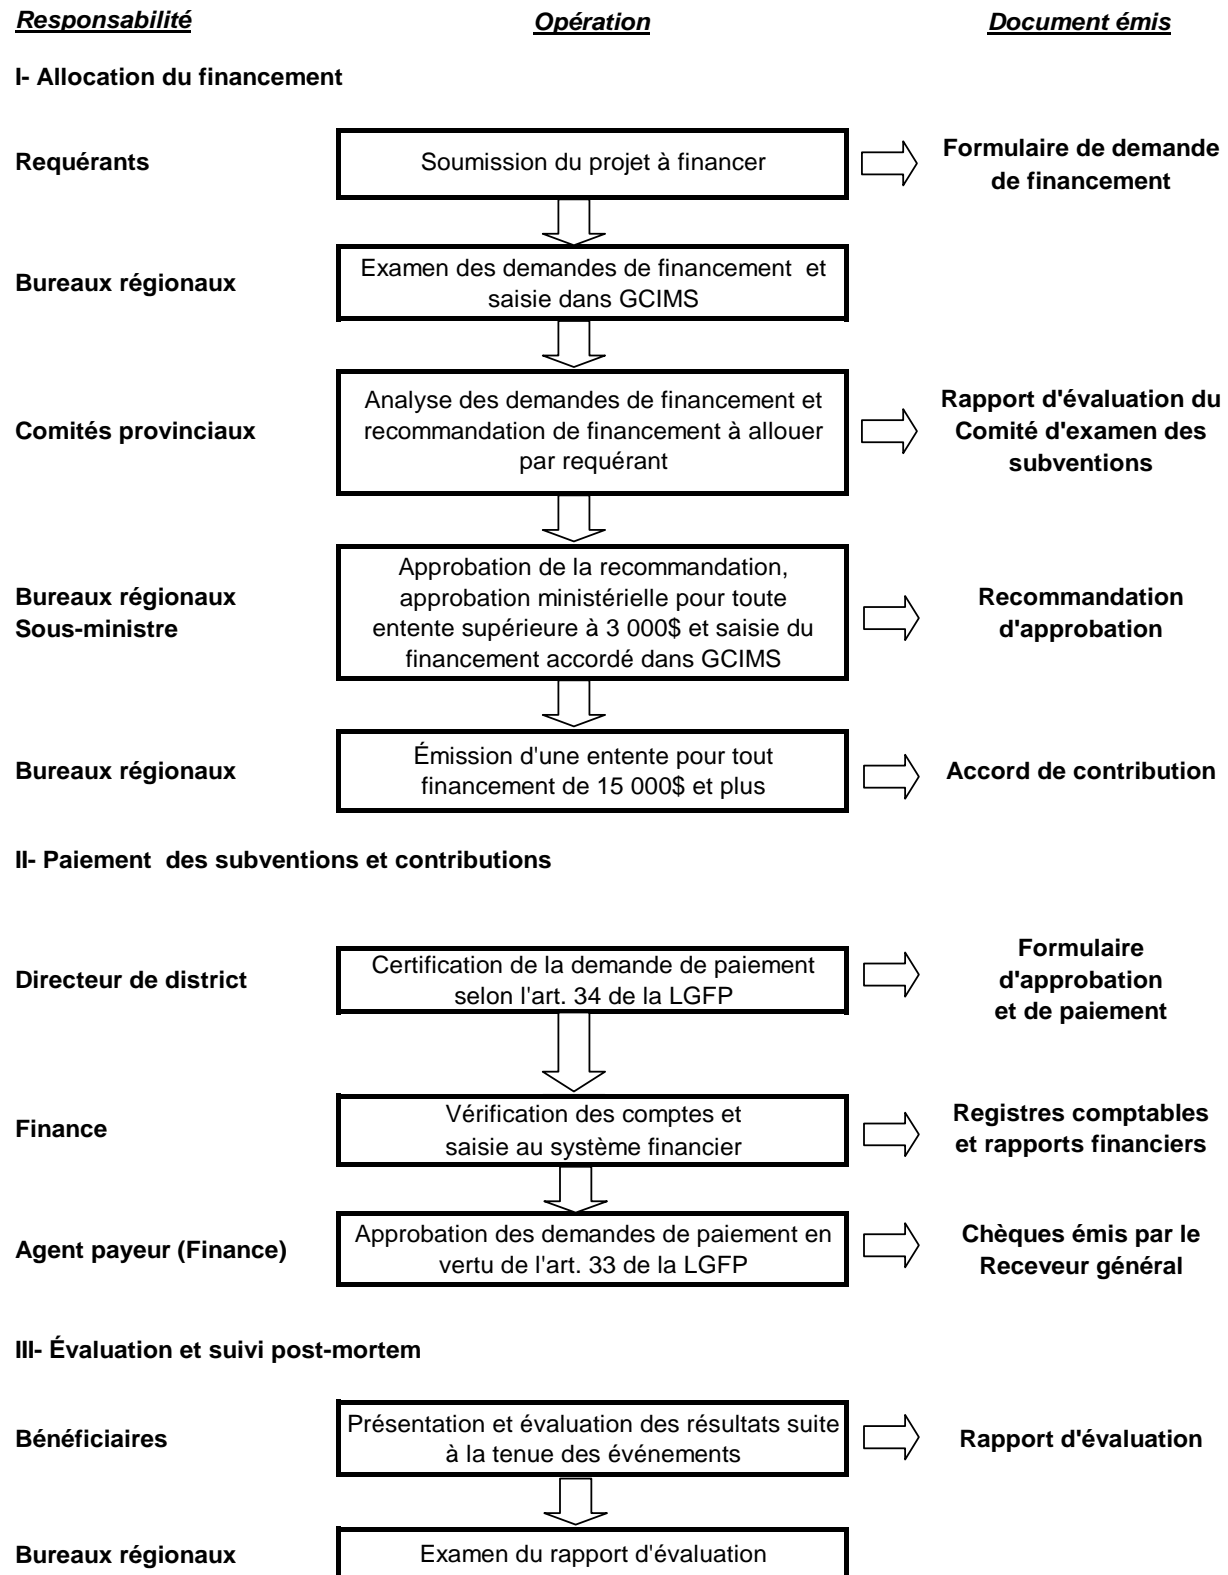 Responsabilité
Opération
Document émis
I- Allocation du financement
Requérants
Soumission du projet à financer
Formulaire de demande
de financement
Bureaux régionaux
Examen des demandes de financement et
saisie dans GCIMS
Comités provinciaux
Analyse des demandes de financement et
recommandation de financement à allouer
par requérant
Rapport d'évaluation du
Comité d'examen des
subventions
Bureaux régionaux
Sous-ministre
Approbation de la recommandation,
approbation ministérielle pour toute
entente supérieure à 3 000$ et saisie du
financement accordé dans GCIMS
Recommandation
d'approbation
Bureaux régionaux
Émission d'une entente pour tout
financement de 15 000$ et plus
Accord de contribution
II- Paiement des subventions et contributions
Directeur de district
Certification de la demande de paiement
selon l'art. 34 de la LGFP
Formulaire
d'approbation
et de paiement
Finance
Vérification des comptes et
saisie au système financier
Registres comptables
et rapports financiers
Agent payeur (Finance)
Approbation des demandes de paiement en
vertu de l'art. 33 de la LGFP
Chèques émis par le
Receveur général
III- Évaluation et suivi post-mortem
Bénéficiaires
Présentation et évaluation des résultats suite
à la tenue des événements
Rapport d'évaluation
Bureaux régionaux
Examen du rapport d'évaluation